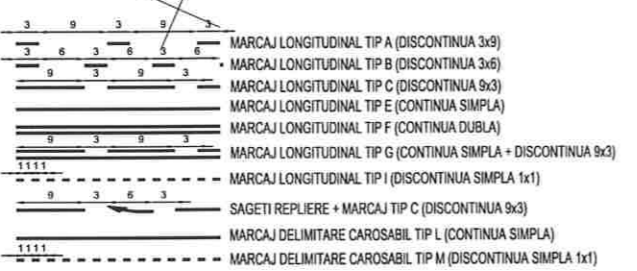 3 9 3 9 3
MARCAJ LONGITUDINAL TIP A (DISCONTINUA 3x9)
3 6 3 6 3 6
MARCAJ LONGITUDINAL TIP B (DISCONTINUA 3x6)
9 3 9 3
MARCAJ LONGITUDINAL TIP C (DISCONTINUA 9x3)
MARCAJ LONGITUDINAL TIP E (CONTINUA SIMPLA)
MARCAJ LONGITUDINAL TIP F (CONTINUA DUBLA)
9 3 9 3
MARCAJ LONGITUDINAL TIP G (CONTINUA SIMPLA + DISCONTINUA 9x3)
1111
MARCAJ LONGITUDINAL TIP I (DISCONTINUA SIMPLA 1x1)
9 3 6 3
SAGETI REPLIERE + MARCAJ TIP C (DISCONTINUA 9x3)
MARCAJ DELIMITARE CAROSABIL TIP L (CONTINUA SIMPLA)
1111
MARCAJ DELIMITARE CAROSABIL TIP M (DISCONTINUA SIMPLA 1x1)